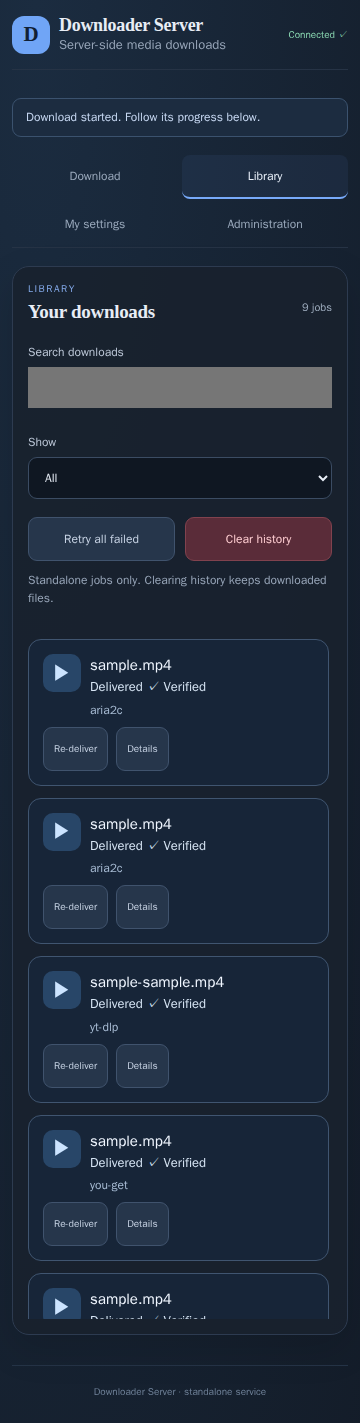 D
Downloader Server
Server-side media downloads
Connected ✓
Download started. Follow its progress below.
Download
Library
My settings
Administration
LIBRARY
Your downloads
9 jobs
Search downloads
Show
All
Retry all failed
Clear history
Standalone jobs only. Clearing history keeps downloaded
files.
sample.mp4
Delivered ✓ Verified
aria2c
Re-deliver
Details
sample.mp4
Delivered ✓ Verified
aria2c
Re-deliver
Details
sample-sample.mp4
Delivered ✓ Verified
yt-dlp
Re-deliver
Details
sample.mp4
Delivered ✓ Verified
you-get
Re-deliver
Details
sample.mp4
Delivered ✓ Verified
Downloader Server · standalone service